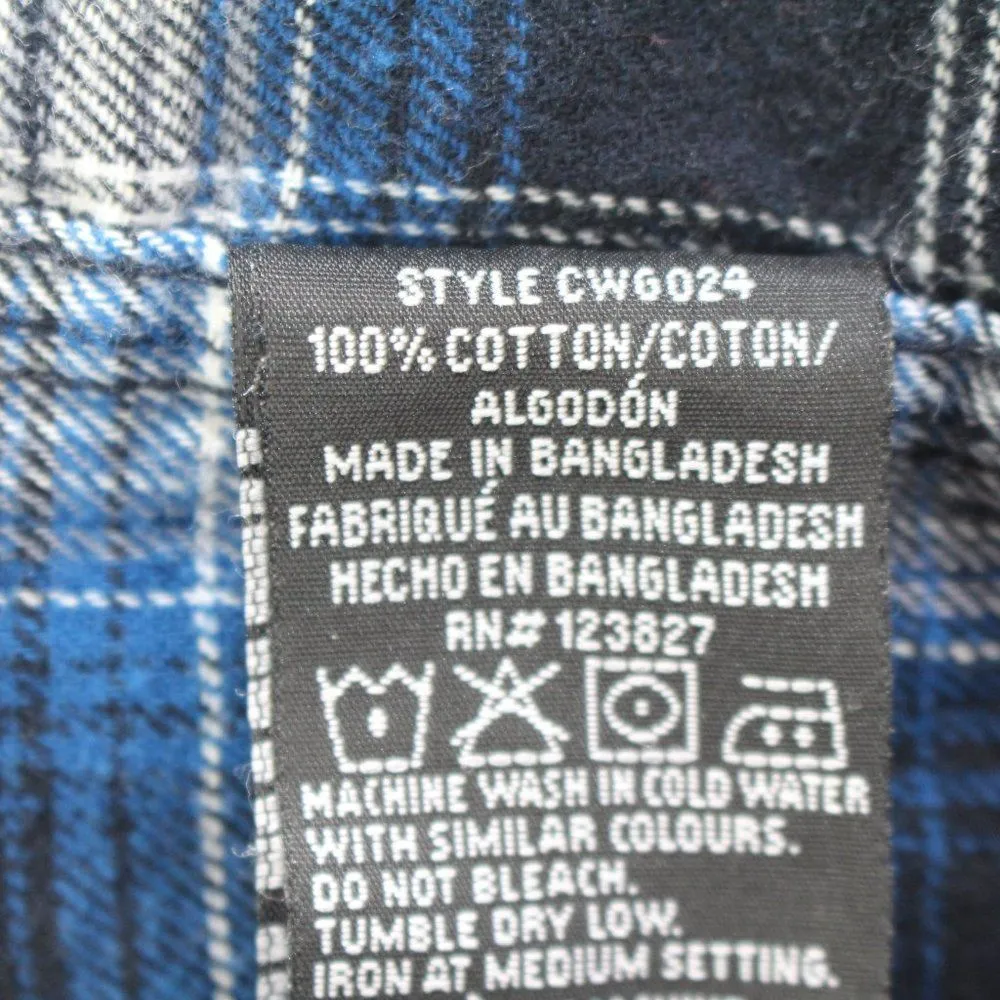 STYLE CW6024
100% COTTON/COTON/
ALGODÓN
MADE IN BANGLADESH
FABRIQUÉ AU BANGLADESH
HECHO EN BANGLADESH
RN# 123827
MACHINE WASH IN COLD WATER
WITH SIMILAR COLOURS.
DO NOT BLEACH.
TUMBLE DRY LOW.
IRON AT MEDIUM SETTING.